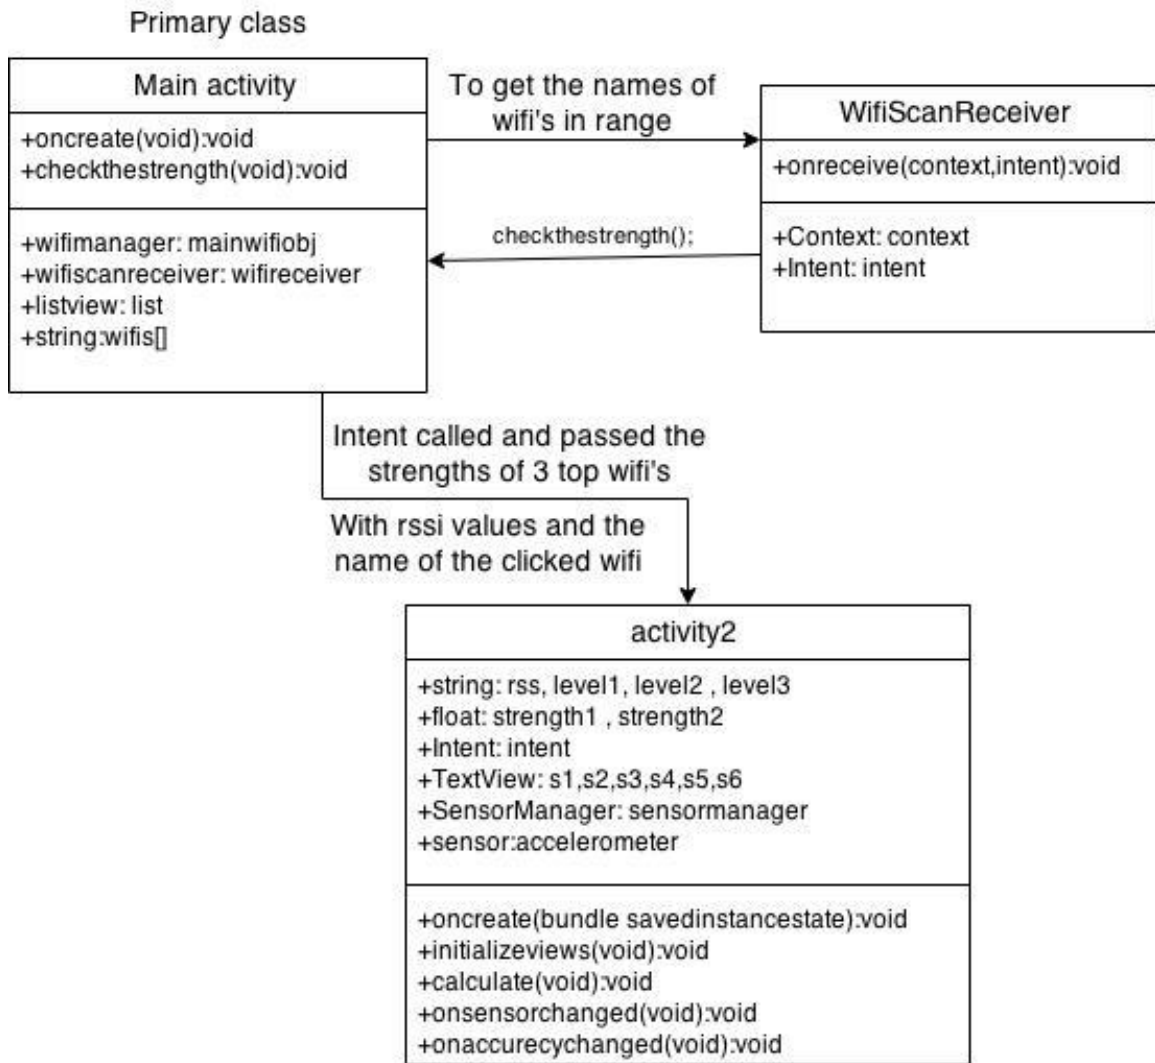 Primary class
Main activity
+oncreate(void):void
+checkthestrength(void):void
+wifimanager: mainwifiobj
+wifiscanreceiver: wifireceiver
+listview: list
+string:wifis[]
To get the names of
wifi's in range
WifiScanReceiver
+onreceive(context,intent):void
+Context: context
+Intent: intent
checkthestrength();
Intent called and passed the
strengths of 3 top wifi's
With rssi values and the
name of the clicked wifi
activity2
+string: rss, level1, level2 , level3
+float: strength1 , strength2
+Intent: intent
+TextView: s1,s2,s3,s4,s5,s6
+SensorManager: sensormanager
+sensor:accelerometer
+oncreate(bundle savedinstancestate):void
+initializeviews(void):void
+calculate(void):void
+onsensorchanged(void):void
+onaccurecychanged(void):void